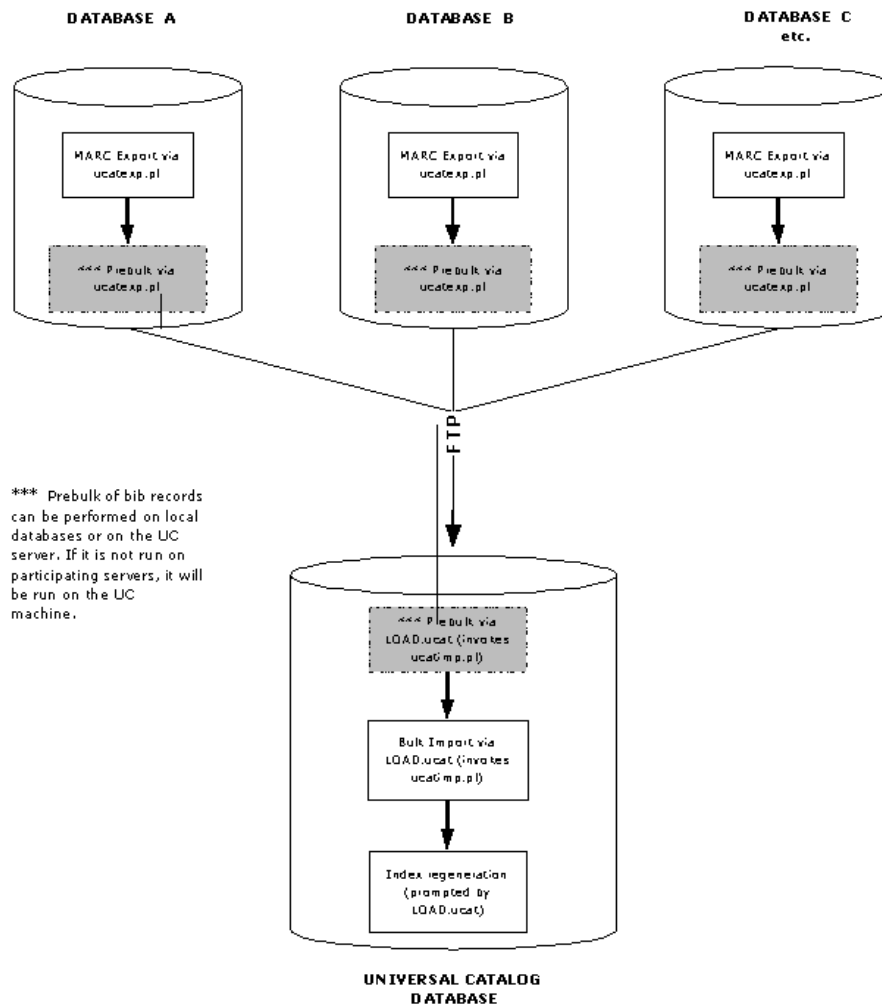 DATABASE A
DATABASE B
DATABASE C
etc.
MARC Export via
ucatexp.pl
MARC Export via
ucatexp.pl
MARC Export via
ucatexp.pl
*** Prebulk via
ucatexp.pl
*** Prebulk via
ucatexp.pl
*** Prebulk via
ucatexp.pl
FTP
*** Prebulk of bib records
can be performed on local
databases or on the UC
server. If it is not run on
participating servers, it will
be run on the UC
machine.
*** Prebulk via
LOAD.ucat (invokes
ucatimp.pl)
Bulk Import via
LOAD.ucat (invokes
ucatimp.pl)
Index regeneration
(prompted by
LOAD.ucat)
UNIVERSAL CATALOG
DATABASE